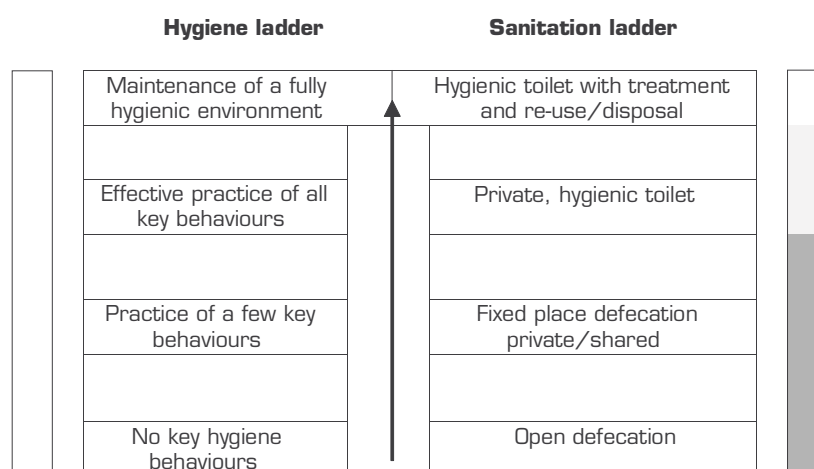 Hygiene ladder
Sanitation ladder
Maintenance of a fully
hygienic environment
Hygienic toilet with treatment
and re-use/disposal
Effective practice of all
key behaviours
Private, hygienic toilet
Practice of a few key
behaviours
Fixed place defecation
private/shared
No key hygiene
behaviours
Open defecation